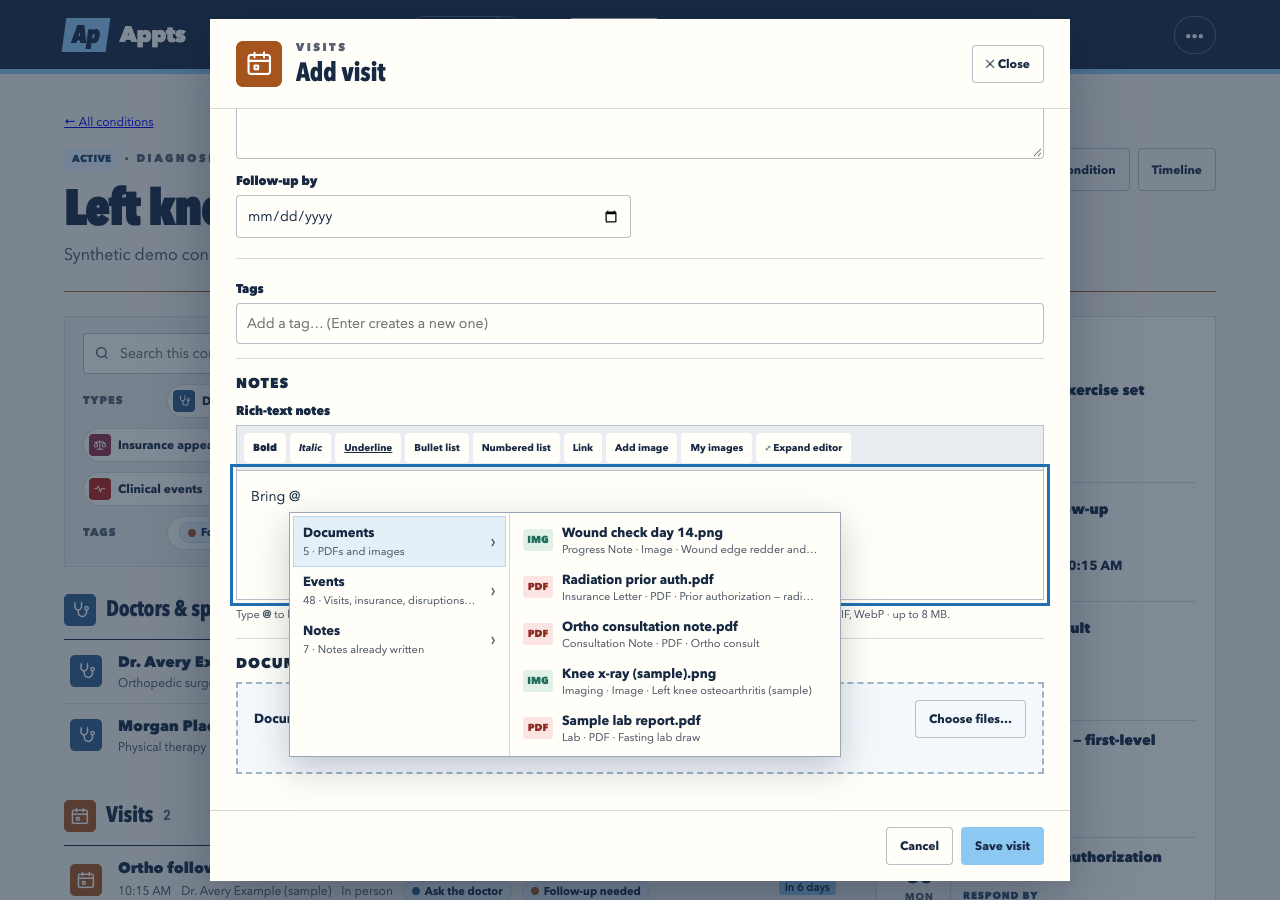 Ap Appts
VISITS
Add visit
Close
← All conditions
ACTIVE • DIAGNOS
Left kn
Synthetic demo con
ondition
Timeline
Follow-up by
mm/dd/yyyy
Tags
Add a tag… (Enter creates a new one)
Search this co
TYPES
Insurance appea
Clinical events
TAGS
NOTES
Rich-text notes
Bold Italic Underline Bullet list Numbered list Link Add image My images Expand editor
Bring @
Documents
5 · PDFs and images
Events
48 · Visits, insurance, disruptions…
Notes
7 · Notes already written
IMG Wound check day 14.png
Progress Note · Image · Wound edge redder and…
PDF Radiation prior auth.pdf
Insurance Letter · PDF · Prior authorization – radi…
PDF Ortho consultation note.pdf
Consultation Note · PDF · Ortho consult
IMG Knee x-ray (sample).png
Imaging · Image · Left knee osteoarthritis (sample)
PDF Sample lab report.pdf
Lab · PDF · Fasting lab draw
Type @ to
IF, WebP · up to 8 MB.
DOCUM
Docu
Choose files…
Cancel
Save visit
Doctors & sp
Dr. Avery Ex
Orthopedic surg
Morgan Pla
Physical therapy
Visits 2
Ortho follow
10:15 AM Dr. Avery Example (sample) In person Ask the doctor Follow-up needed
In 6 days
xercise set
w-up
0:15 AM
ult
– first-level
uthorization
MON
RESPOND BY